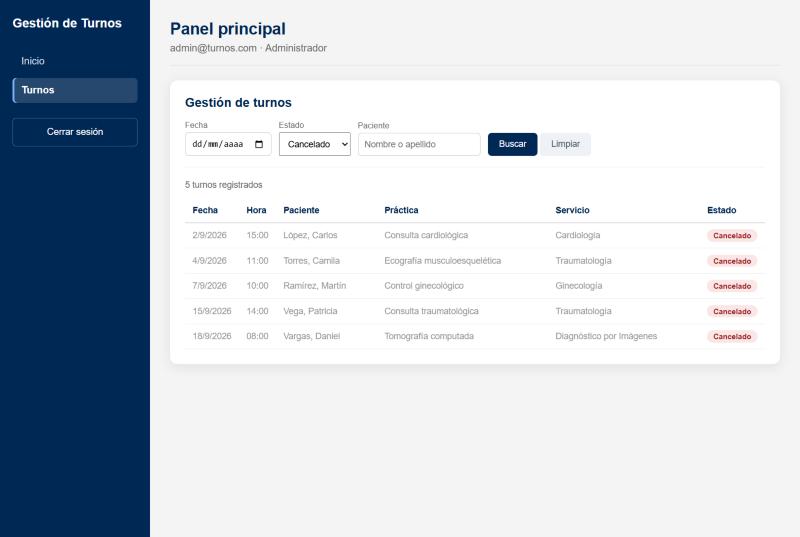 Gestión de Turnos
Inicio
Turnos
Cerrar sesión
Panel principal
admin@turnos.com · Administrador
Gestión de turnos
Fecha Estado Paciente
dd/mm/aaaa Cancelado Nombre o apellido Buscar Limpiar
5 turnos registrados
Fecha Hora Paciente Práctica Servicio Estado
2/9/2026 15:00 López, Carlos Consulta cardiológica Cardiología Cancelado
4/9/2026 11:00 Torres, Camila Ecografía musculoesquelética Traumatología Cancelado
7/9/2026 10:00 Ramírez, Martín Control ginecológico Ginecología Cancelado
15/9/2026 14:00 Vega, Patricia Consulta traumatológica Traumatología Cancelado
18/9/2026 08:00 Vargas, Daniel Tomografía computada Diagnóstico por Imágenes Cancelado